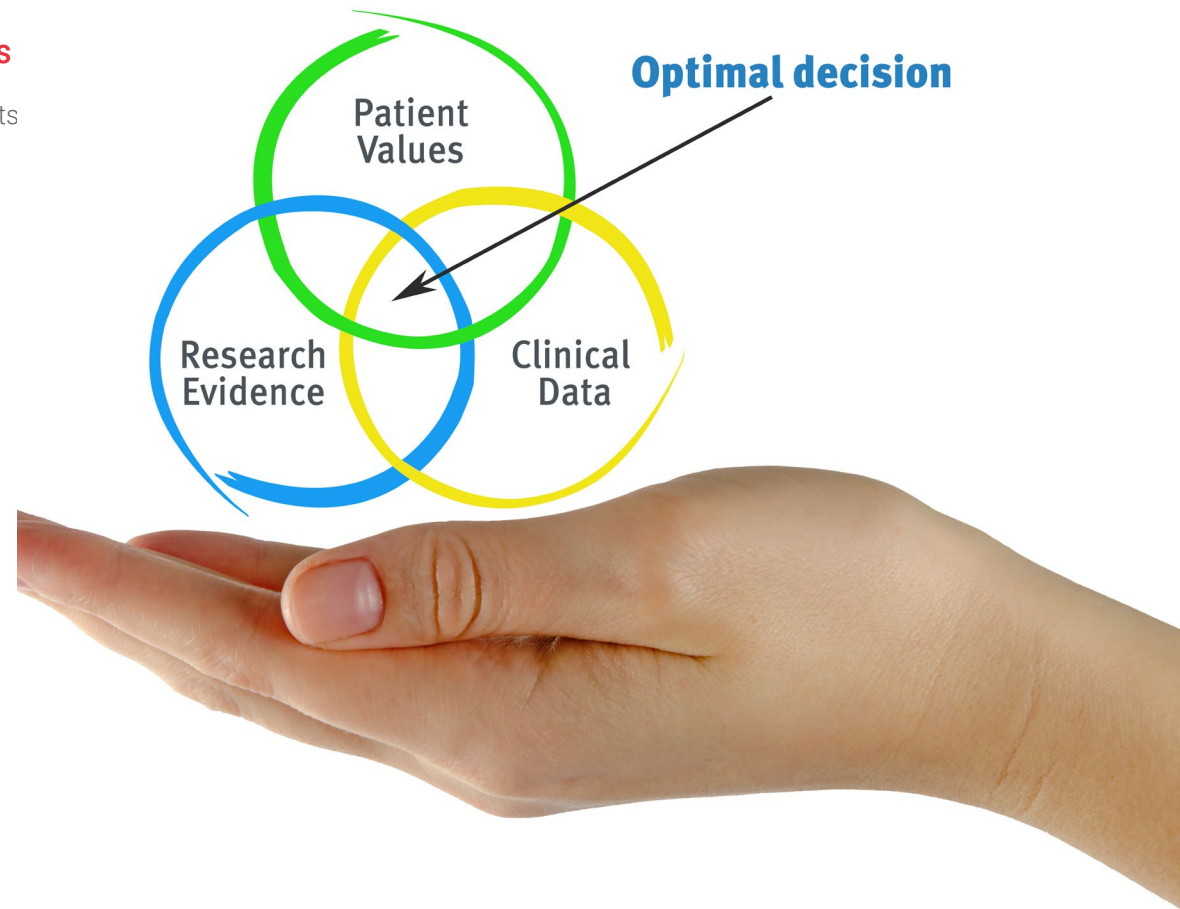 Optimal decision
Patient
Values
Research
Evidence
Clinical
Data